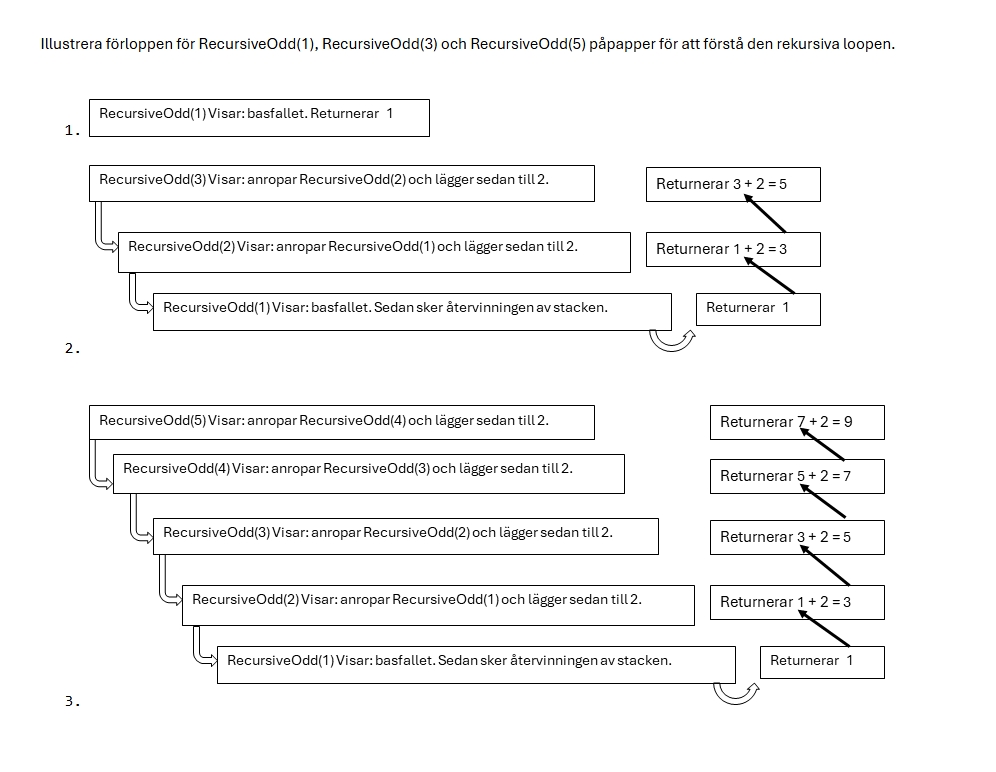 Illustrera förloppen för RecursiveOdd(1), RecursiveOdd(3) och RecursiveOdd(5) påpapper för att förstå den rekursiva loopen.
RecursiveOdd(1) Visar: basfallet. Returnerar 1
1.
RecursiveOdd(3) Visar: anropar RecursiveOdd(2) och lägger sedan till 2.
Returnerar 3 + 2 = 5
RecursiveOdd(2) Visar: anropar RecursiveOdd(1) och lägger sedan till 2.
Returnerar 1 + 2 = 3
RecursiveOdd(1) Visar: basfallet. Sedan sker återvinningen av stacken.
Returnerar 1
2.
RecursiveOdd(5) Visar: anropar RecursiveOdd(4) och lägger sedan till 2.
Returnerar 7 + 2 = 9
RecursiveOdd(4) Visar: anropar RecursiveOdd(3) och lägger sedan till 2.
Returnerar 5 + 2 = 7
RecursiveOdd(3) Visar: anropar RecursiveOdd(2) och lägger sedan till 2.
Returnerar 3 + 2 = 5
RecursiveOdd(2) Visar: anropar RecursiveOdd(1) och lägger sedan till 2.
Returnerar 1 + 2 = 3
RecursiveOdd(1) Visar: basfallet. Sedan sker återvinningen av stacken.
Returnerar 1
3.